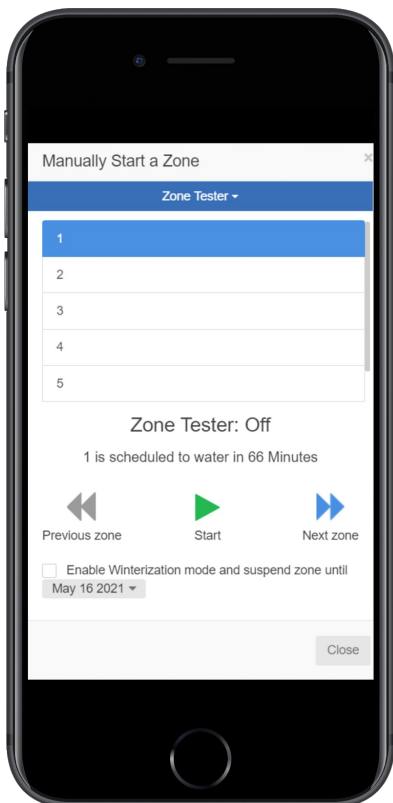 Manually Start a Zone ×
Zone Tester
1
2
3
4
5
Zone Tester: Off
1 is scheduled to water in 66 Minutes
Previous zone Start Next zone
Enable Winterization mode and suspend zone until
May 16 2021
Close